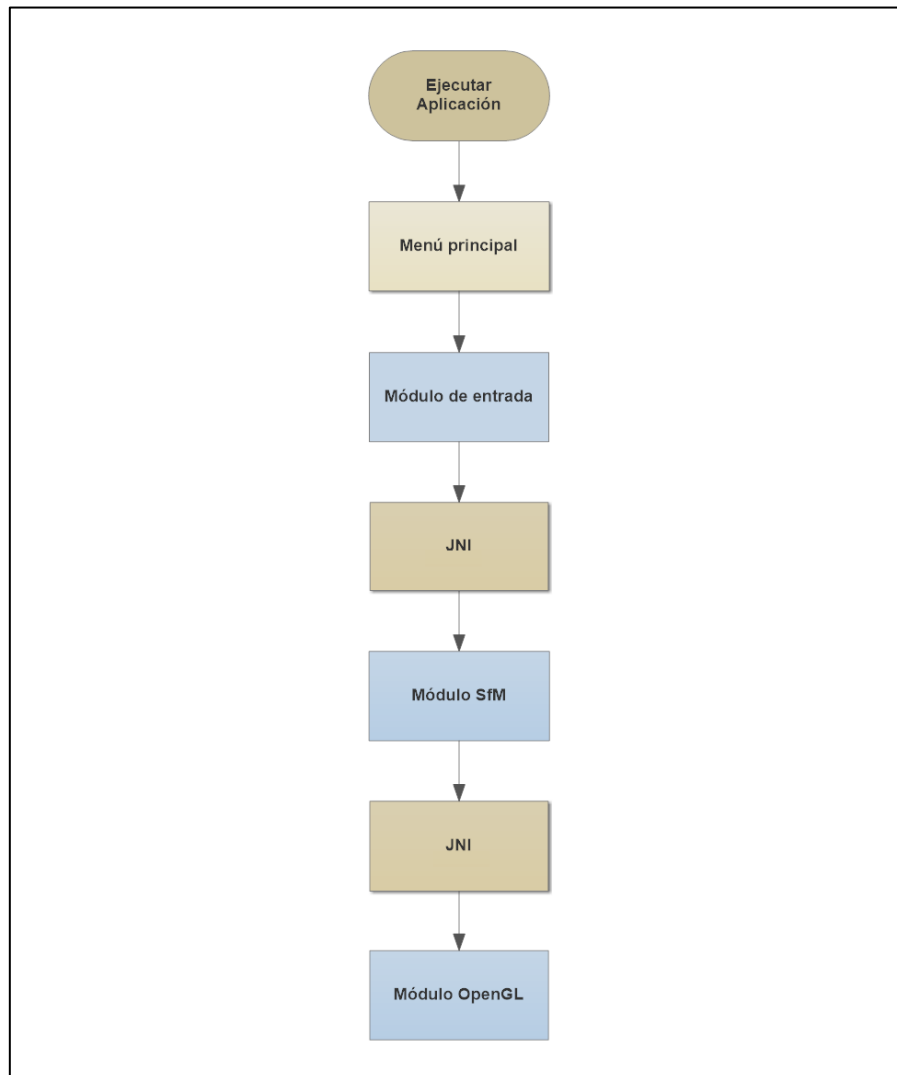 Ejecutar
Aplicación
Menú principal
Módulo de entrada
JNI
Módulo SfM
JNI
Módulo OpenGL